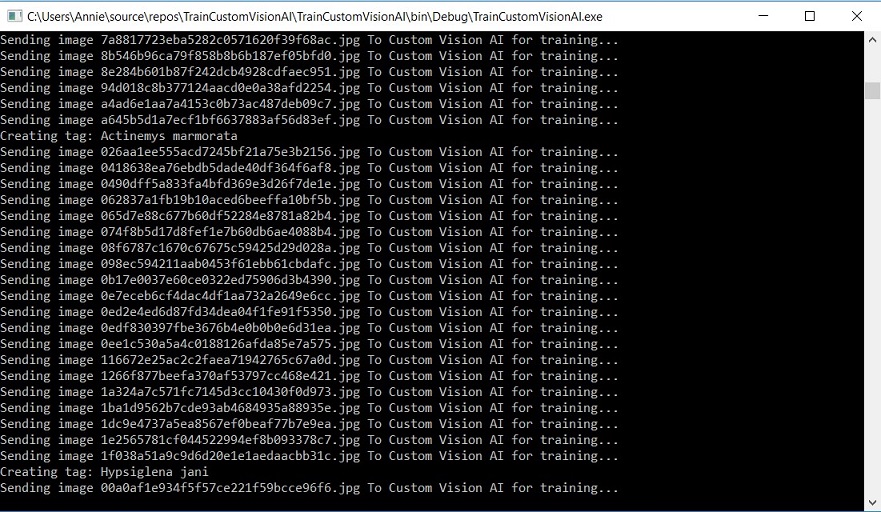 C:\Users\Annie\source\repos\TrainCustomVisionAI\TrainCustomVisionAI\bin\Debug\TrainCustomVisionAI.exe
Sending image 7a8817723eba5282c0571620f39f68ac.jpg To Custom Vision AI for training...
Sending image 8b546b96ca79f858b8b6b187ef05bfd0.jpg To Custom Vision AI for training...
Sending image 8e284b601b87f242dcb4928cdfaec951.jpg To Custom Vision AI for training...
Sending image 94d018c8b377124aacd0e0a38afd2254.jpg To Custom Vision AI for training...
Sending image a4ad6e1aa7a4153c0b73ac487deb09c7.jpg To Custom Vision AI for training...
Sending image a645b5d1a7ecf1bf6637883af56d83ef.jpg To Custom Vision AI for training...
Creating tag: Actinemys marmorata
Sending image 026aa1ee555acd7245bf21a75e3b2156.jpg To Custom Vision AI for training...
Sending image 0418638ea76ebdb5dade40df364f6af8.jpg To Custom Vision AI for training...
Sending image 0490dff5a833fa4bfd369e3d26f7de1e.jpg To Custom Vision AI for training...
Sending image 062837a1fb19b10aced6beeffa10bf5b.jpg To Custom Vision AI for training...
Sending image 065d7e88c677b60df52284e8781a82b4.jpg To Custom Vision AI for training...
Sending image 074f8b5d17d8fef1e7b60db6ae4088b4.jpg To Custom Vision AI for training...
Sending image 08f6787c1670c67675c59425d29d028a.jpg To Custom Vision AI for training...
Sending image 098ec594211aab0453f61ebb61cbdafc.jpg To Custom Vision AI for training...
Sending image 0b17e0037e60ce0322ed75906d3b4390.jpg To Custom Vision AI for training...
Sending image 0e7eceb6cf4dac4df1aa732a2649e6cc.jpg To Custom Vision AI for training...
Sending image 0ed2e4ed6d87fd34dea04f1fe91f5350.jpg To Custom Vision AI for training...
Sending image 0edf830397fbe3676b4e0b0b0e6d31ea.jpg To Custom Vision AI for training...
Sending image 0ee1c530a5a4c0188126afda85e7a575.jpg To Custom Vision AI for training...
Sending image 116672e25ac2c2faea71942765c67a0d.jpg To Custom Vision AI for training...
Sending image 1266f877beefa370af53797cc468e421.jpg To Custom Vision AI for training...
Sending image 1a324a7c571fc7145d3cc10430f0d973.jpg To Custom Vision AI for training...
Sending image 1ba1d9562b7cde93ab4684935a88935e.jpg To Custom Vision AI for training...
Sending image 1dc9e4737a5ea8567ef0beaf77b7e9ea.jpg To Custom Vision AI for training...
Sending image 1e2565781cf044522994ef8b093378c7.jpg To Custom Vision AI for training...
Sending image 1f038a51a9c9d6d20e1e1aedaacbb31c.jpg To Custom Vision AI for training...
Creating tag: Hypsiglena jani
Sending image 00a0af1e934f5f57ce221f59bcce96f6.jpg To Custom Vision AI for training...